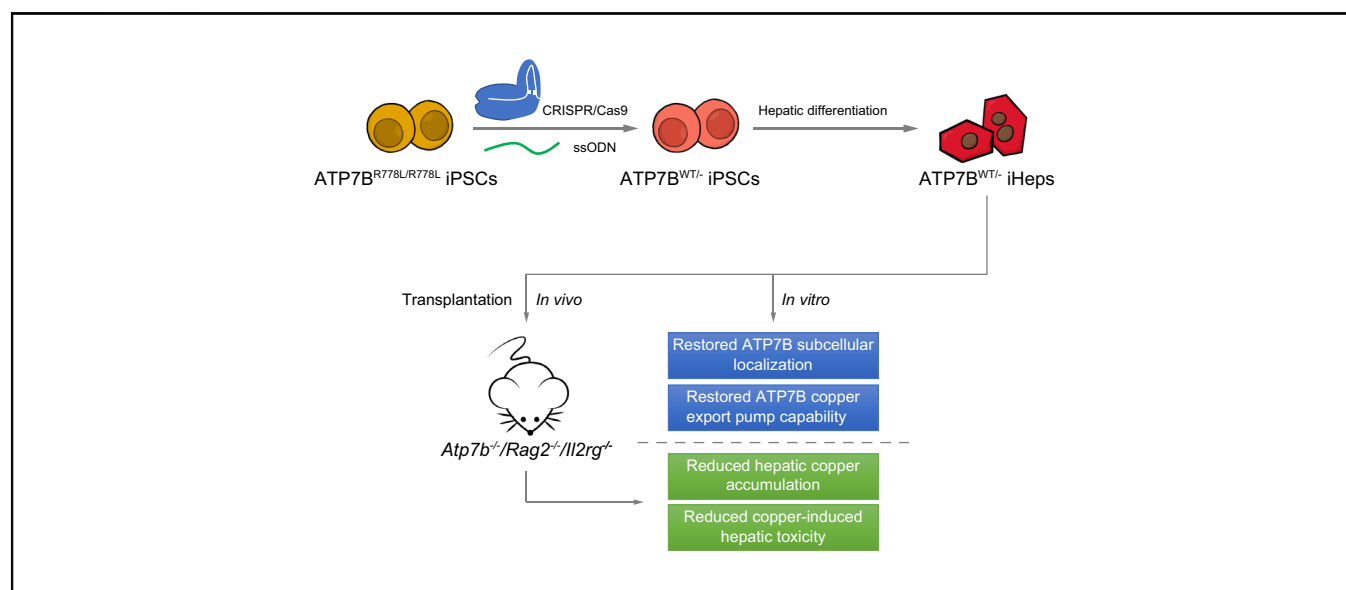 CRISPR/Cas9
Hepatic differentiation
ssODN
ATP7B^R778L/R778L iPSCs
ATP7B^WT/- iPSCs
ATP7B^WT/- iHeps
Transplantation
In vivo
In vitro
Restored ATP7B subcellular
localization
Restored ATP7B copper
export pump capability
Atp7b-/-/Rag2-/-/Il2rg-/-
Reduced hepatic copper
accumulation
Reduced copper-induced
hepatic toxicity